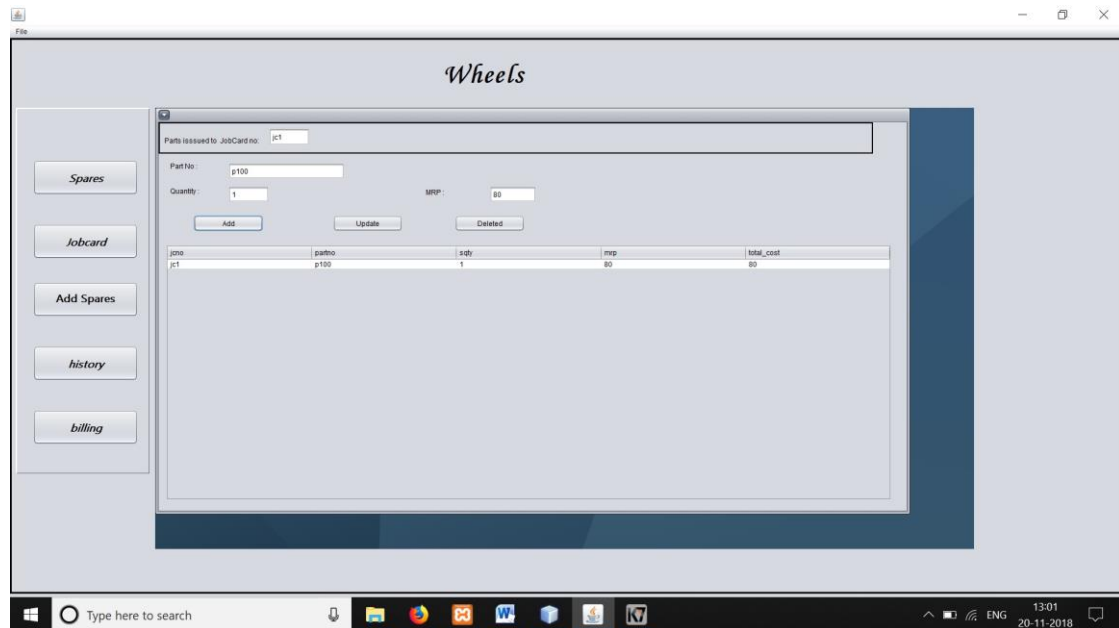 File
Wheels
Parts isssued to JobCard no: jc1
Part No : p100
Quantity : 1 MRP : 80
Add Update Deleted
jcno partno sqty mrp total_cost
jc1 p100 1 80 80
Spares
Jobcard
Add Spares
history
billing
Type here to search
ENG
13:01
20-11-2018